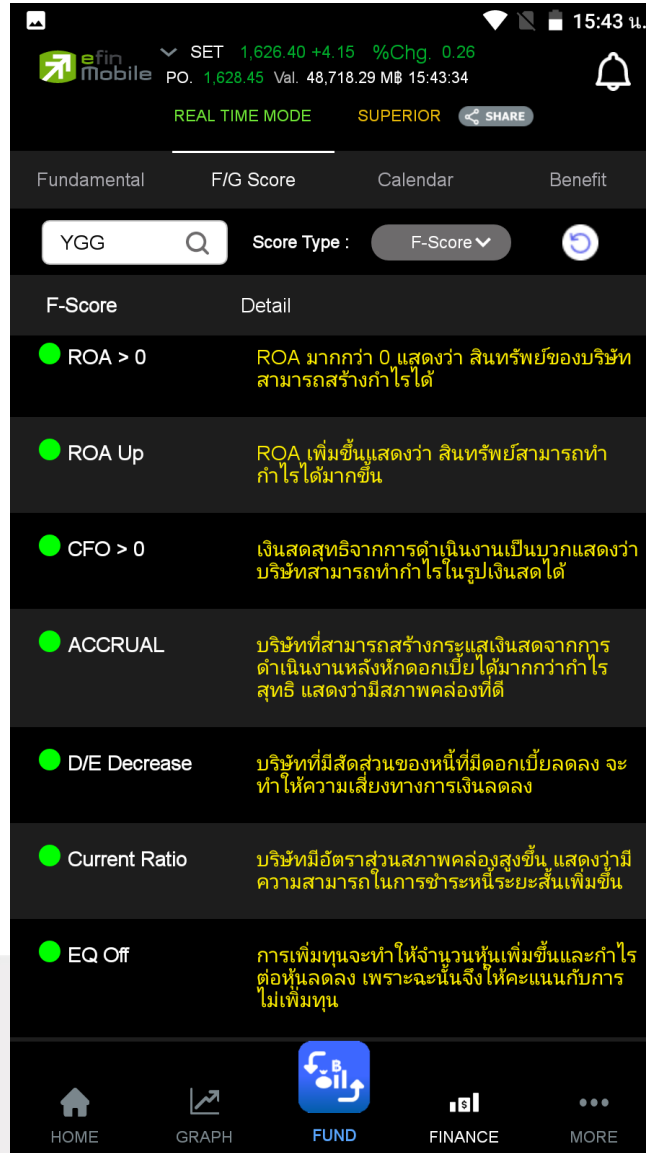 15:43 น.
efin Mobile
SET 1,626.40 +4.15 %Chg. 0.26
PO. 1,628.45 Val. 48,718.29 M฿ 15:43:34
REAL TIME MODE SUPERIOR SHARE
Fundamental F/G Score Calendar Benefit
YGG Score Type : F-Score
F-Score Detail
ROA > 0 ROA มากกว่า 0 แสดงว่า สินทรัพย์ของบริษัท
สามารถสร้างกำไรได้
ROA Up ROA เพิ่มขึ้นแสดงว่า สินทรัพย์สามารถทำ
กำไรได้มากขึ้น
CFO > 0 เงินสดสุทธิจากการดำเนินงานเป็นบวกแสดงว่า
บริษัทสามารถทำกำไรในรูปเงินสดได้
ACCRUAL บริษัทที่สามารถสร้างกระแสเงินสดจากการ
ดำเนินงานหลังหักดอกเบี้ยได้มากกว่ากำไร
สุทธิ แสดงว่ามีสภาพคล่องที่ดี
D/E Decrease บริษัทที่มีสัดส่วนของหนี้ที่มีดอกเบี้ยลดลง จะ
ทำให้ความเสี่ยงทางการเงินลดลง
Current Ratio บริษัทมีอัตราส่วนสภาพคล่องสูงขึ้น แสดงว่ามี
ความสามารถในการชำระหนี้ระยะสั้นเพิ่มขึ้น
EQ Off การเพิ่มทุนจะทำให้จำนวนหุ้นเพิ่มขึ้นและกำไร
ต่อหุ้นลดลง เพราะฉะนั้นจึงให้คะแนนกับการ
ไม่เพิ่มทุน
HOME GRAPH FUND FINANCE MORE